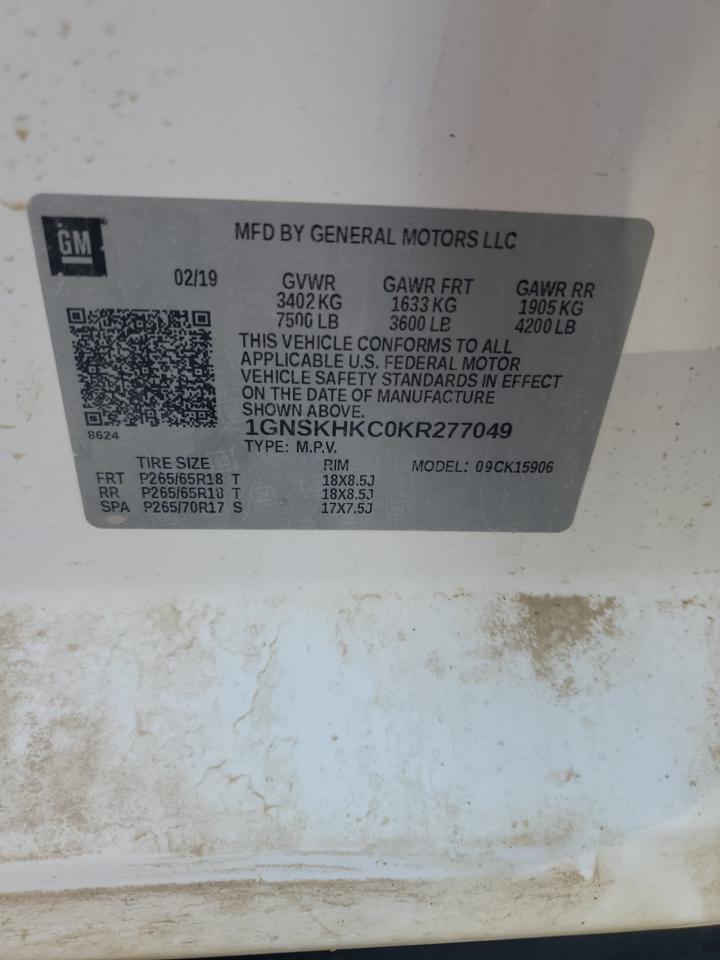 GM
MFD BY GENERAL MOTORS LLC
02/19 GVWR GAWR FRT GAWR RR
3402 KG 1633 KG 1905 KG
7500 LB 3600 LB 4200 LB
THIS VEHICLE CONFORMS TO ALL
APPLICABLE U.S. FEDERAL MOTOR
VEHICLE SAFETY STANDARDS IN EFFECT
ON THE DATE OF MANUFACTURE
SHOWN ABOVE.
8624
1GNSKHKC0KR277049
TYPE: M.P.V.
TIRE SIZE RIM MODEL: 09CK15906
FRT P265/65R18 T 18X8.5J
RR P265/65R18 T 18X8.5J
SPA P265/70R17 S 17X7.5J